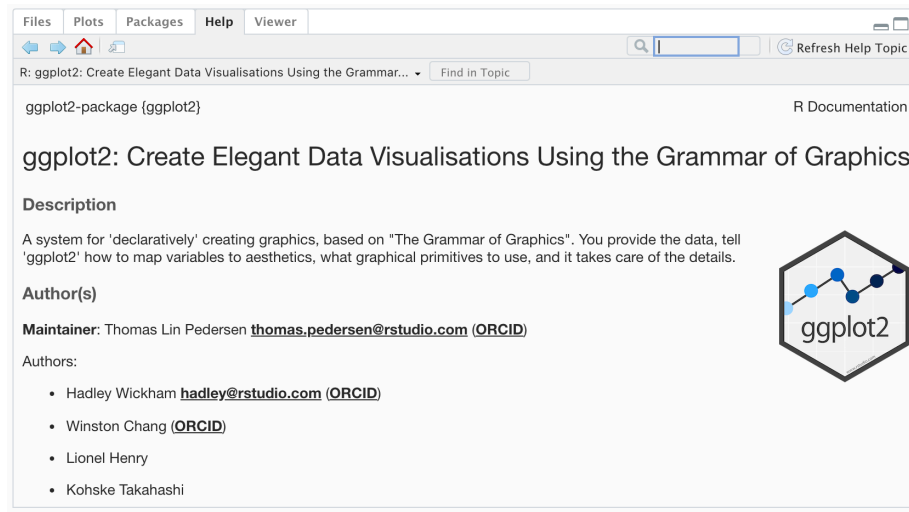 Files Plots Packages Help Viewer
Refresh Help Topic
R: ggplot2: Create Elegant Data Visualisations Using the Grammar... Find in Topic
ggplot2-package {ggplot2} R Documentation
ggplot2: Create Elegant Data Visualisations Using the Grammar of Graphics
Description
A system for 'declaratively' creating graphics, based on "The Grammar of Graphics". You provide the data, tell
'ggplot2' how to map variables to aesthetics, what graphical primitives to use, and it takes care of the details.
ggplot2
Author(s)
Maintainer: Thomas Lin Pedersen thomas.pedersen@rstudio.com (ORCID)
Authors:
• Hadley Wickham hadley@rstudio.com (ORCID)
• Winston Chang (ORCID)
• Lionel Henry
• Kohske Takahashi